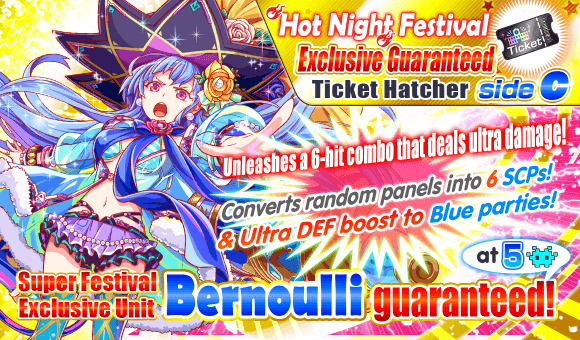 Hot Night Festival
Exclusive Guaranteed
Ticket Hatcher side C
Ticket
Unleashes a 6-hit combo that deals ultra damage!
Converts random panels into 6 SCPs!
& Ultra DEF boost to Blue parties!
at 5
Super Festival
Exclusive Unit Bernoulli guaranteed!